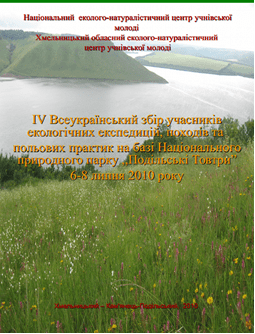 Національний еколого-натуралістичний центр учнівської
молоді
Хмельницький обласний еколого-натуралістичний
центр учнівської молоді
IV Всеукраїнський збір учасників
екологічних експедицій, походів та
польових практик на базі Національного
природного парку „Подільські Товтри”
6-8 липня 2010 року
Хмельницький – Кам'янець-Подільський, 2010